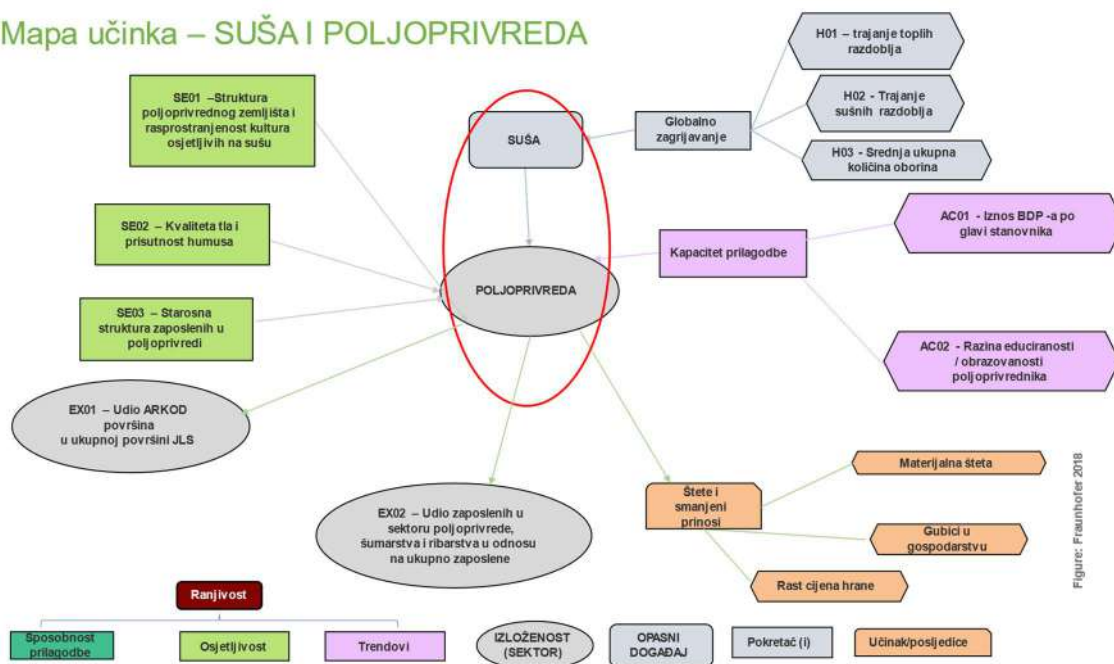 Mapa učinka – SUŠA I POLJOPRIVREDA
SE01 –Struktura
poljoprivrednog zemljišta i
rasprostranjenost kultura
osjetljivih na sušu
SUŠA
Globalno
zagrijavanje
H01 – trajanje toplih
razdoblja
H02 - Trajanje
sušnih razdoblja
H03 - Srednja ukupna
količina oborina
SE02 – Kvaliteta tla i
prisutnost humusa
AC01 - Iznos BDP -a po
glavi stanovnika
Kapacitet prilagodbe
POLJOPRIVREDA
SE03 – Starosna
struktura zaposlenih u
poljoprivredi
AC02 - Razina educiranosti
/ obrazovanosti
poljoprivrednika
EX01 – Udio ARKOD
površina
u ukupnoj površini JLS
EX02 – Udio zaposlenih u
sektoru poljoprivrede,
šumarstva i ribarstva u odnosu
na ukupno zaposlene
Štete i
smanjeni
prinosi
Materijalna šteta
Gubici u
gospodarstvu
Rast cijena hrane
Figure: Fraunhofer 2018
Ranjivost
Sposobnost
prilagodbe
Osjetljivost
Trendovi
IZLOŽENOST
(SEKTOR)
OPASNI
DOGAĐAJ
Pokretač (i)
Učinak/posljedice